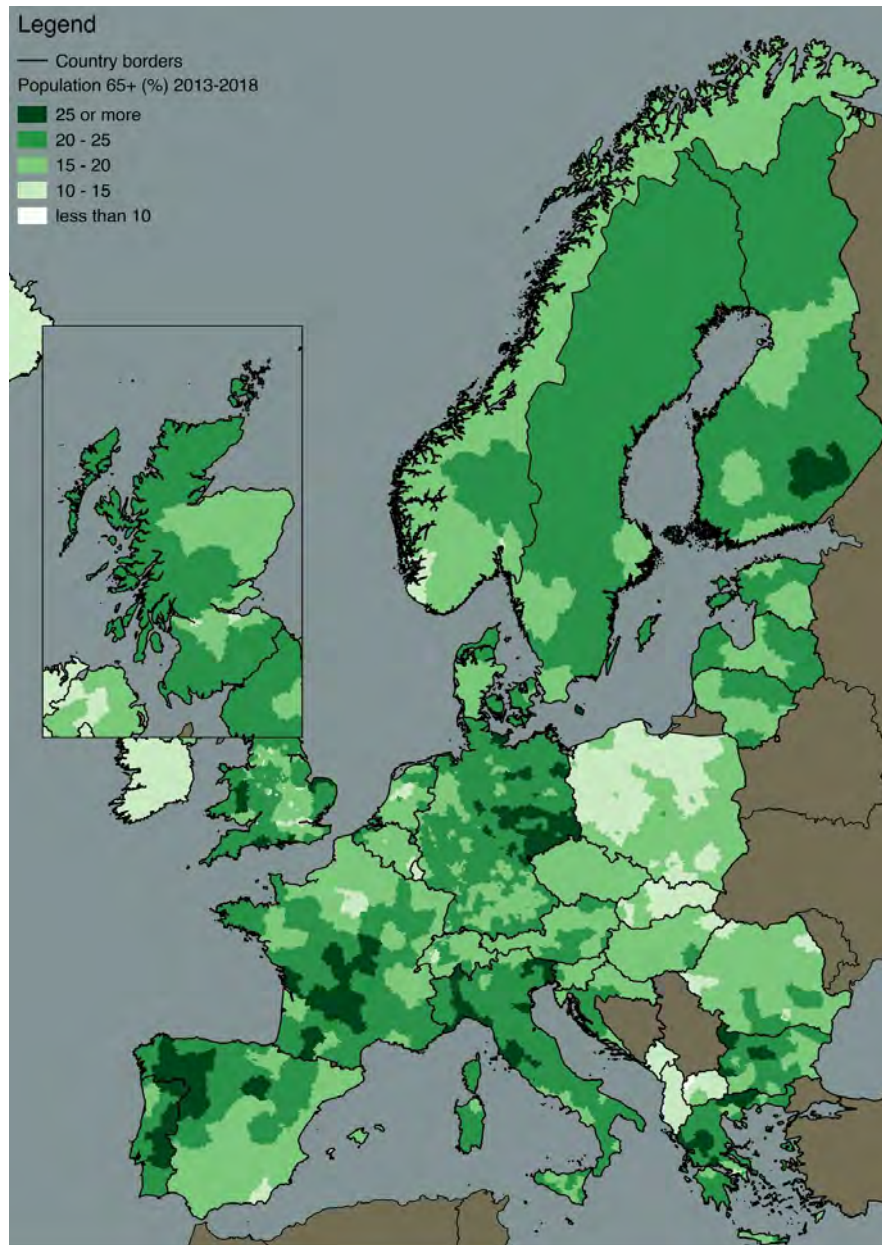 Legend
Country borders
Population 65+ (%) 2013-2018
25 or more
20 - 25
15 - 20
10 - 15
less than 10